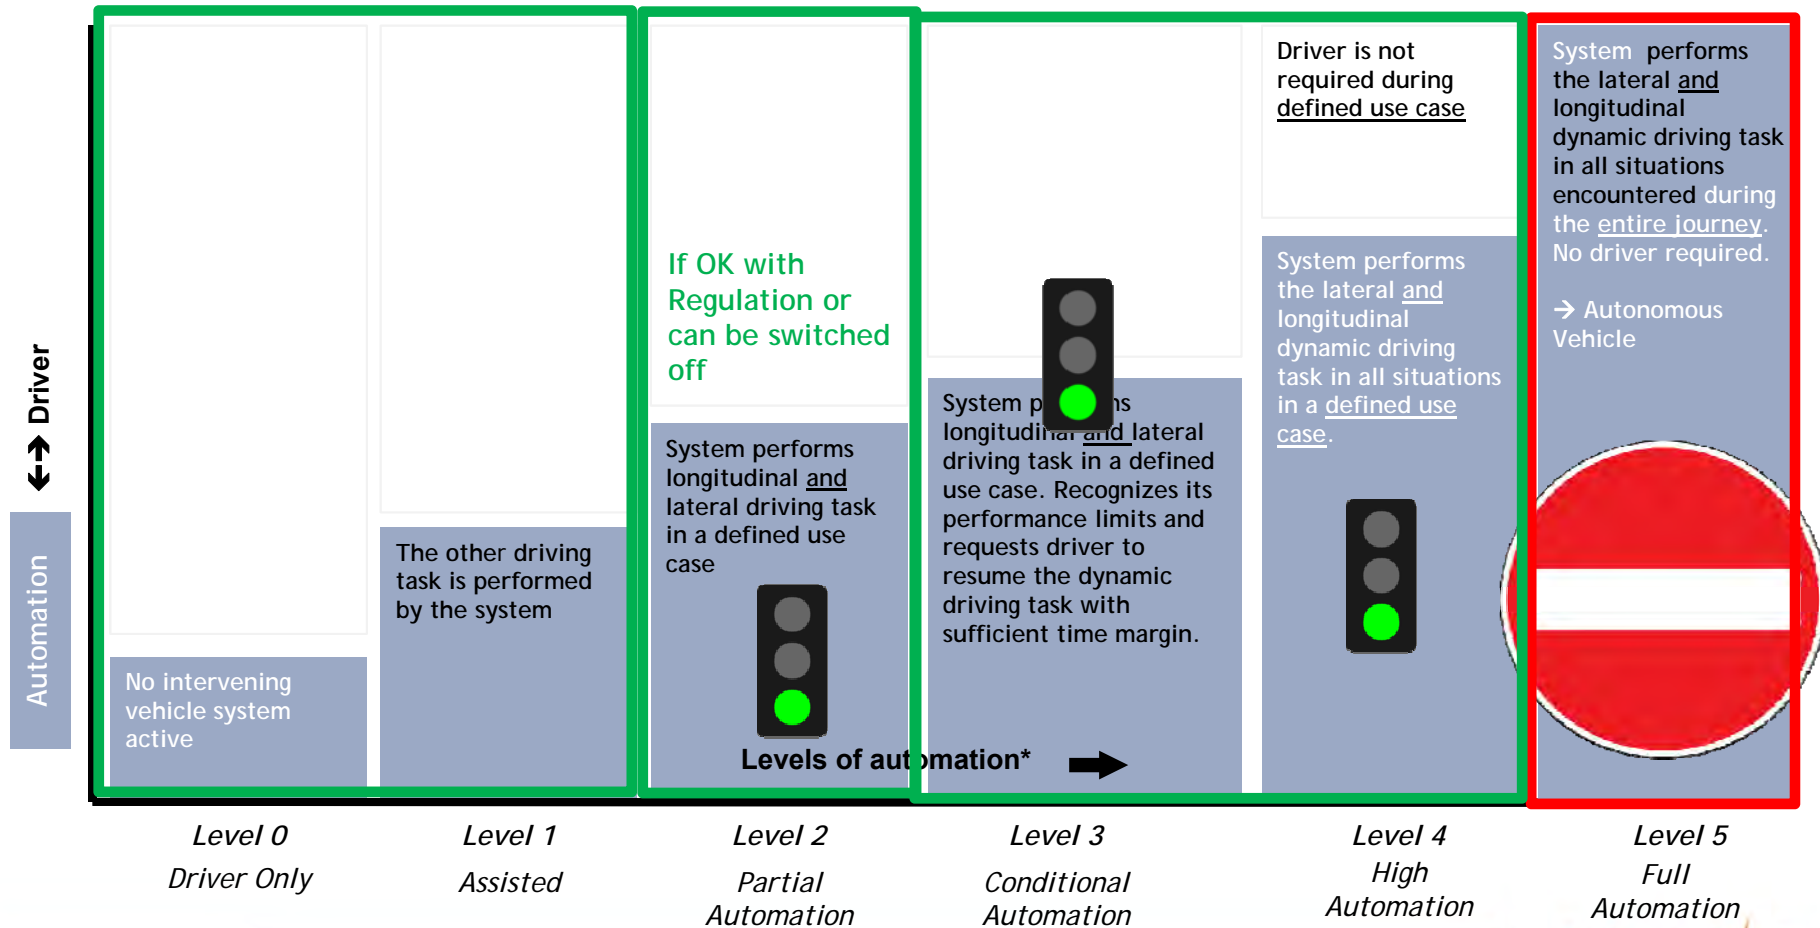 Driver
Automation
No intervening
vehicle system
active
The other driving
task is performed
by the system
If OK with
Regulation or
can be switched
off
System performs
longitudinal and
lateral driving task
in a defined use
case
System p ns
longitudinal and lateral
driving task in a defined
use case. Recognizes its
performance limits and
requests driver to
resume the dynamic
driving task with
sufficient time margin.
Driver is not
required during
defined use case
System performs
the lateral and
longitudinal
dynamic driving
task in all situations
in a defined use
case.
System performs
the lateral and
longitudinal
dynamic driving task
in all situations
encountered during
the entire journey.
No driver required.
→ Autonomous
Vehicle
Levels of automation*
Level 0
Driver Only
Level 1
Assisted
Level 2
Partial
Automation
Level 3
Conditional
Automation
Level 4
High
Automation
Level 5
Full
Automation